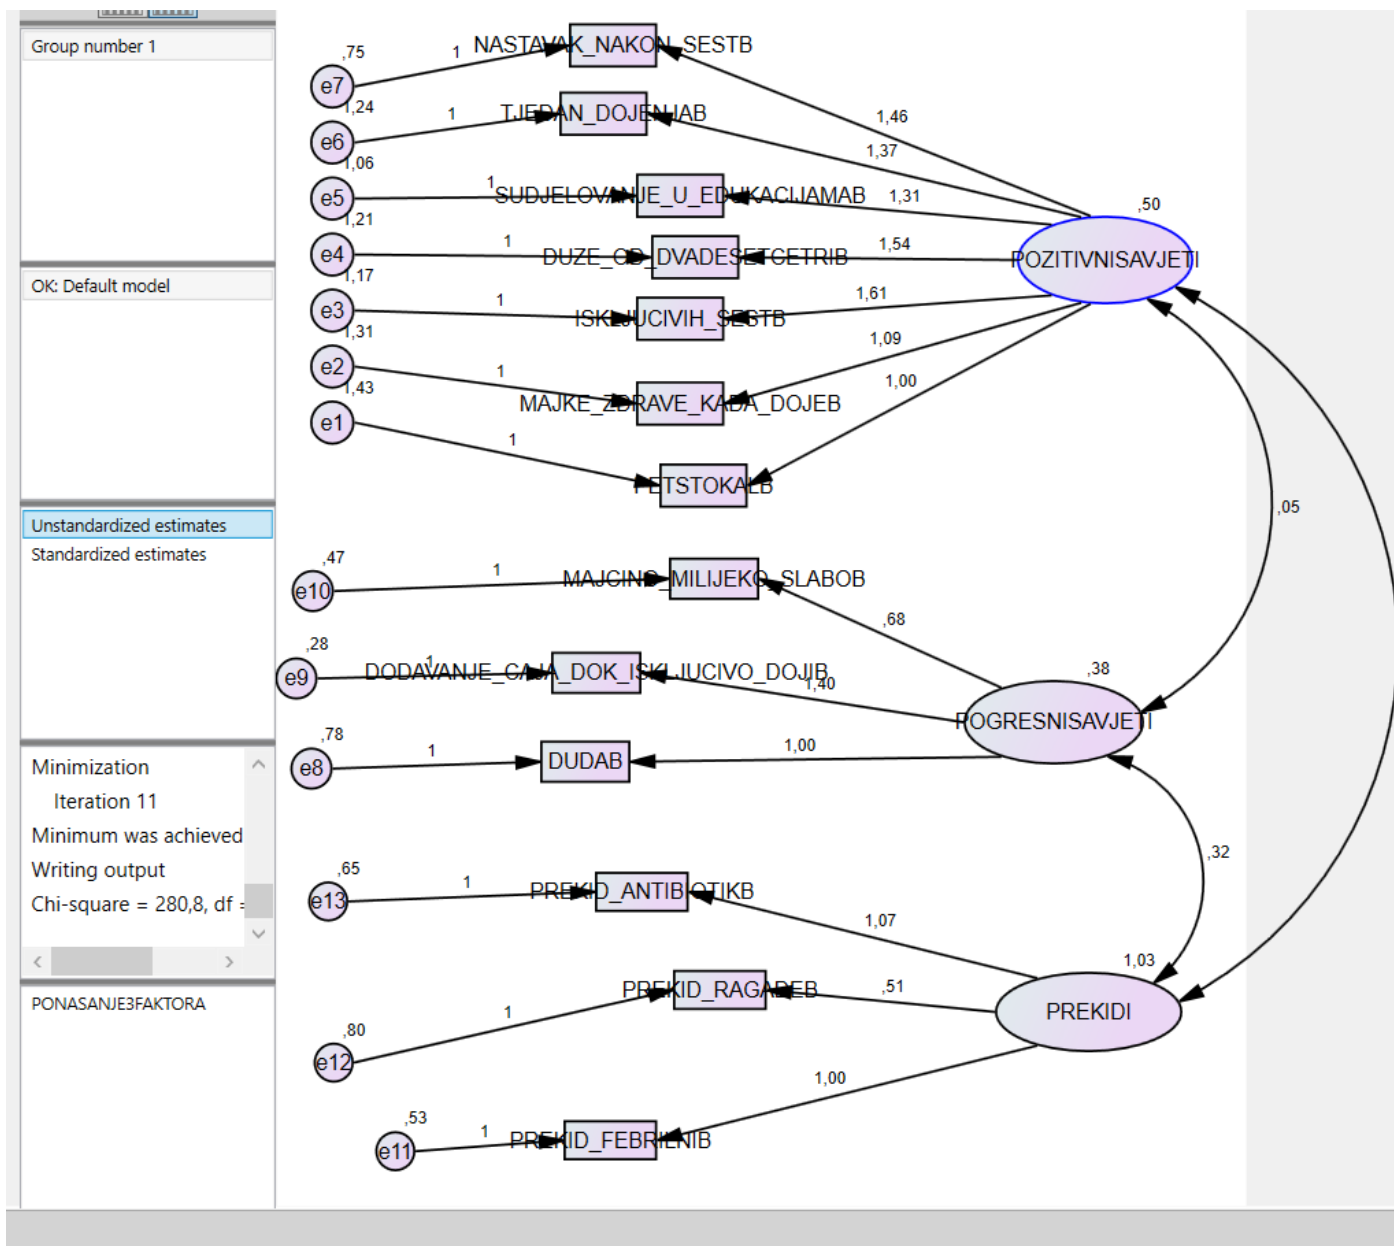 Group number 1
OK: Default model
Unstandardized estimates
Standardized estimates
Minimization
Iteration 11
Minimum was achieved
Writing output
Chi-square = 280,8, df =
PONASANJE3FAKTORA
,75
e7
1
NASTAVAK_NAKON_SESTB
1,46
1,24
e6
1
TJEDAN_DOJENJAB
1,37
1,06
e5
1
SUDJELOVANJE_U_EDUKACIJAMAB
1,31
1,21
e4
1
DUZE_OD_DVADESETCETRIB
1,54
1,17
e3
1
ISKLJUCIVIH_SESTB
1,61
1,31
e2
1
MAJKE_ZDRAVE_KADA_DOJEB
1,09
1,43
e1
1
PETSTOKALB
1,00
,50
POZITIVNISAVJETI
,05
,47
e10
1
MAJCINO_MILIJEKO_SLABOB
,68
,28
e9
1
DODAVANJE_CAJA_DOK_ISKLJUCIVO_DOJIB
1,40
,78
e8
1
DUDAB
1,00
,38
POGRESNISAVJETI
,32
,65
e13
1
PREKID_ANTIBIOTIKB
1,07
,80
e12
1
PREKID_RAGADEB
,51
,53
e11
1
PREKID_FEBRILNIB
1,00
1,03
PREKIDI